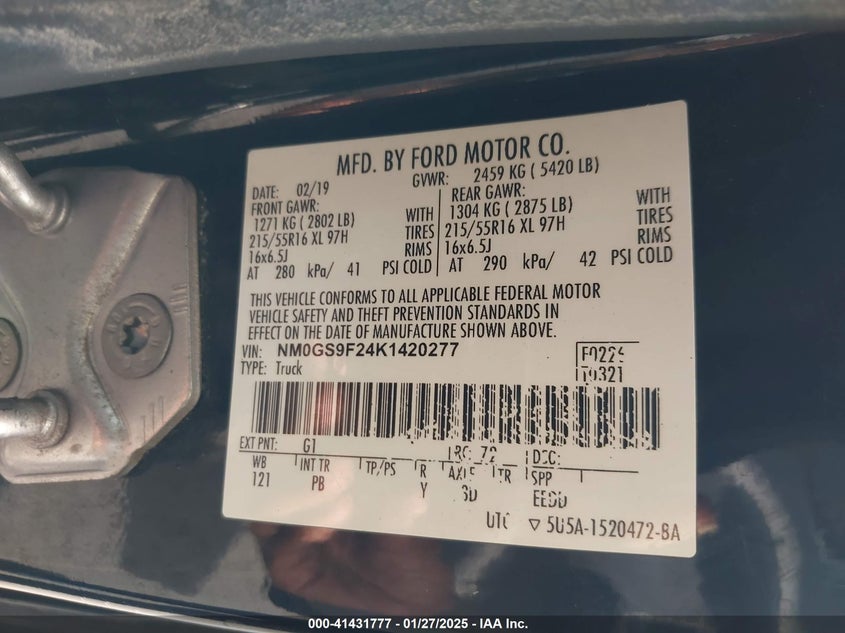 MFD. BY FORD MOTOR CO.
DATE: 02/19 GVWR: 2459 KG ( 5420 LB)
FRONT GAWR: REAR GAWR:
1271 KG ( 2802 LB) WITH 1304 KG ( 2875 LB) WITH
215/55R16 XL 97H TIRES 215/55R16 XL 97H TIRES
16x6.5J RIMS 16x6.5J RIMS
AT 280 kPa/ 41 PSI COLD AT 290 kPa/ 42 PSI COLD
THIS VEHICLE CONFORMS TO ALL APPLICABLE FEDERAL MOTOR
VEHICLE SAFETY AND THEFT PREVENTION STANDARDS IN
EFFECT ON THE DATE OF MANUFACTURE SHOWN ABOVE.
VIN: NM0GS9F24K1420277
TYPE: Truck
EXT PNT: G1
WB INT TR TP/PS R TR SPP
121 PB Y
▽ 5U5A-1520472-BA
000-41431777 — 01/27/2025 — IAA Inc.